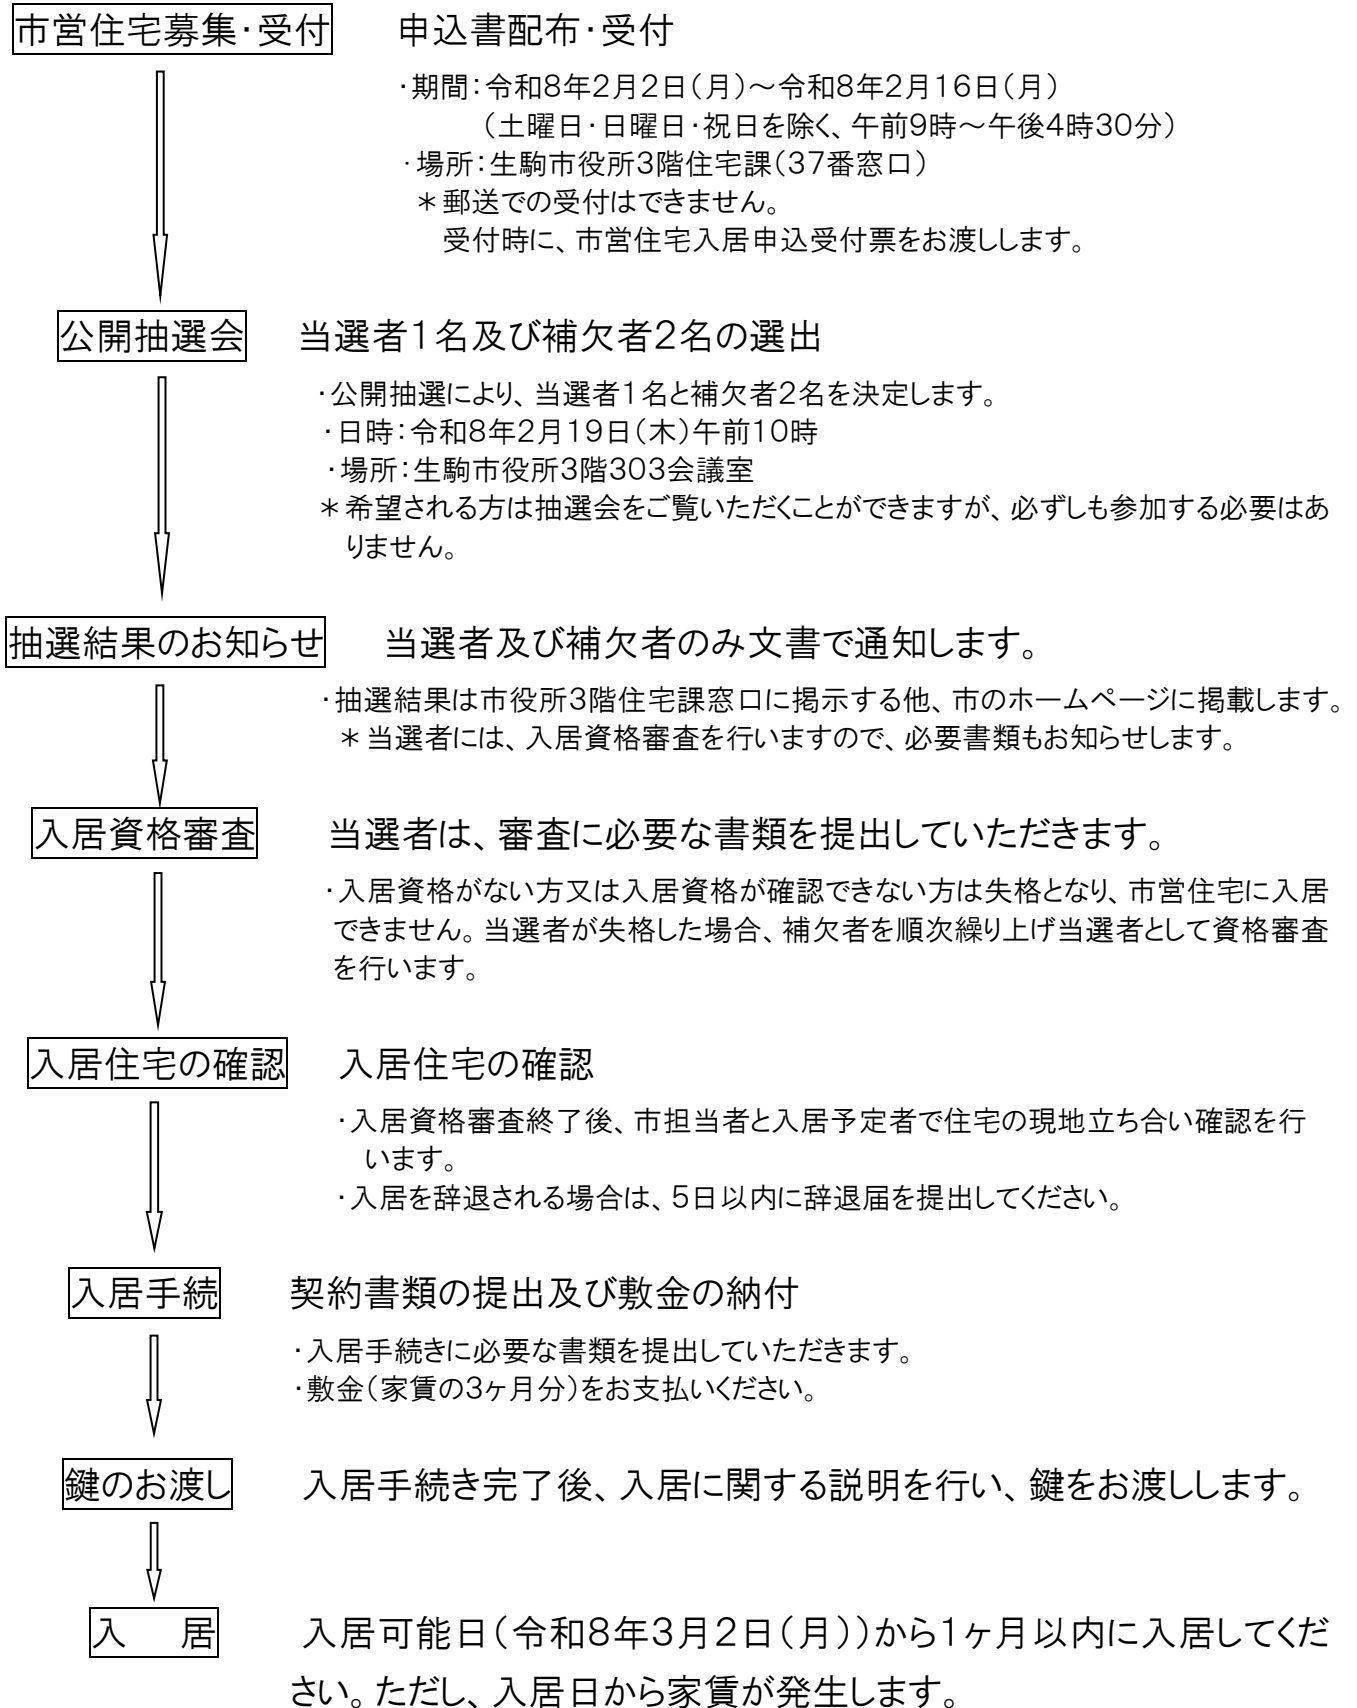 市営住宅募集・受付　申込書配布・受付
・期間：令和8年2月2日（月）～令和8年2月16日（月）
（土曜日・日曜日・祝日を除く、午前9時～午後4時30分）
・場所：生駒市役所3階住宅課（37番窓口）
＊郵送での受付はできません。
受付時に、市営住宅入居申込受付票をお渡しします。
公開抽選会　当選者1名及び補欠者2名の選出
・公開抽選により、当選者1名と補欠者2名を決定します。
・日時：令和8年2月19日（木）午前10時
・場所：生駒市役所3階303会議室
＊希望される方は抽選会をご覧いただくことができますが、必ずしも参加する必要はあ
りません。
抽選結果のお知らせ　当選者及び補欠者のみ文書で通知します。
・抽選結果は市役所3階住宅課窓口に掲示する他、市のホームページに掲載します。
＊当選者には、入居資格審査を行いますので、必要書類もお知らせします。
入居資格審査　当選者は、審査に必要な書類を提出していただきます。
・入居資格がない方又は入居資格が確認できない方は失格となり、市営住宅に入居
できません。当選者が失格した場合、補欠者を順次繰り上げ当選者として資格審査
を行います。
入居住宅の確認　入居住宅の確認
・入居資格審査終了後、市担当者と入居予定者で住宅の現地立ち合い確認を行
います。
・入居を辞退される場合は、5日以内に辞退届を提出してください。
入居手続　契約書類の提出及び敷金の納付
・入居手続きに必要な書類を提出していただきます。
・敷金（家賃の3ヶ月分）をお支払いください。
鍵のお渡し　入居手続き完了後、入居に関する説明を行い、鍵をお渡しします。
入　居　入居可能日（令和8年3月2日（月））から1ヶ月以内に入居してくだ
さい。ただし、入居日から家賃が発生します。